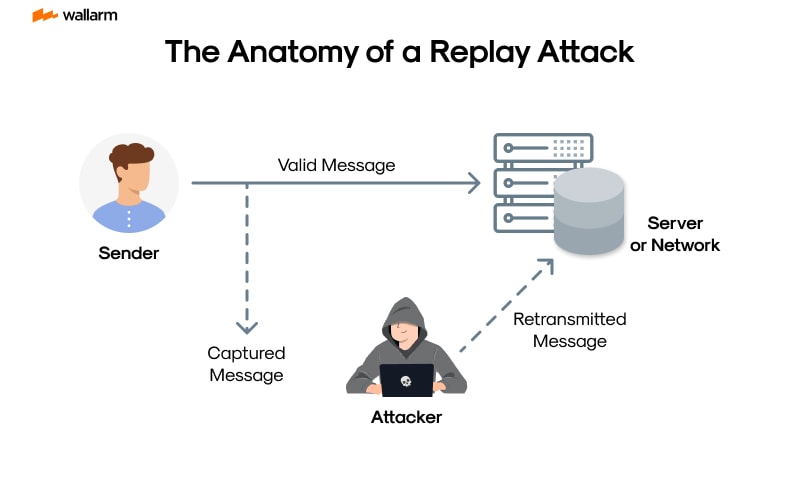 wallarm
The Anatomy of a Replay Attack
Valid Message
Sender
Server
or Network
Captured
Message
Retransmitted
Message
Attacker